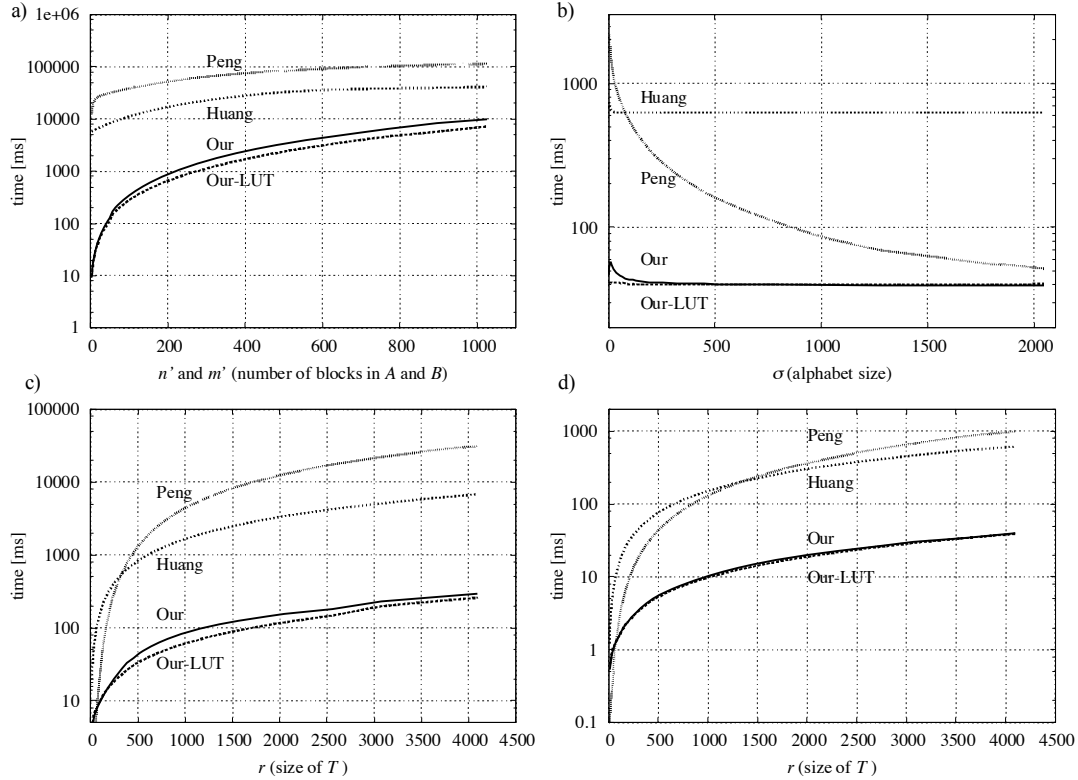 a)
1e+06
100000
10000
1000
100
10
1
time [ms]
Peng
Huang
Our
Our-LUT
0 200 400 600 800 1000
n' and m' (number of blocks in A and B)
b)
1000
100
time [ms]
Huang
Peng
Our
Our-LUT
0 500 1000 1500 2000
σ (alphabet size)
c)
100000
10000
1000
100
10
time [ms]
Peng
Huang
Our
Our-LUT
0 500 1000 1500 2000 2500 3000 3500 4000 4500
r (size of T )
d)
1000
100
10
1
0.1
time [ms]
Peng
Huang
Our
Our-LUT
0 500 1000 1500 2000 2500 3000 3500 4000 4500
r (size of T )